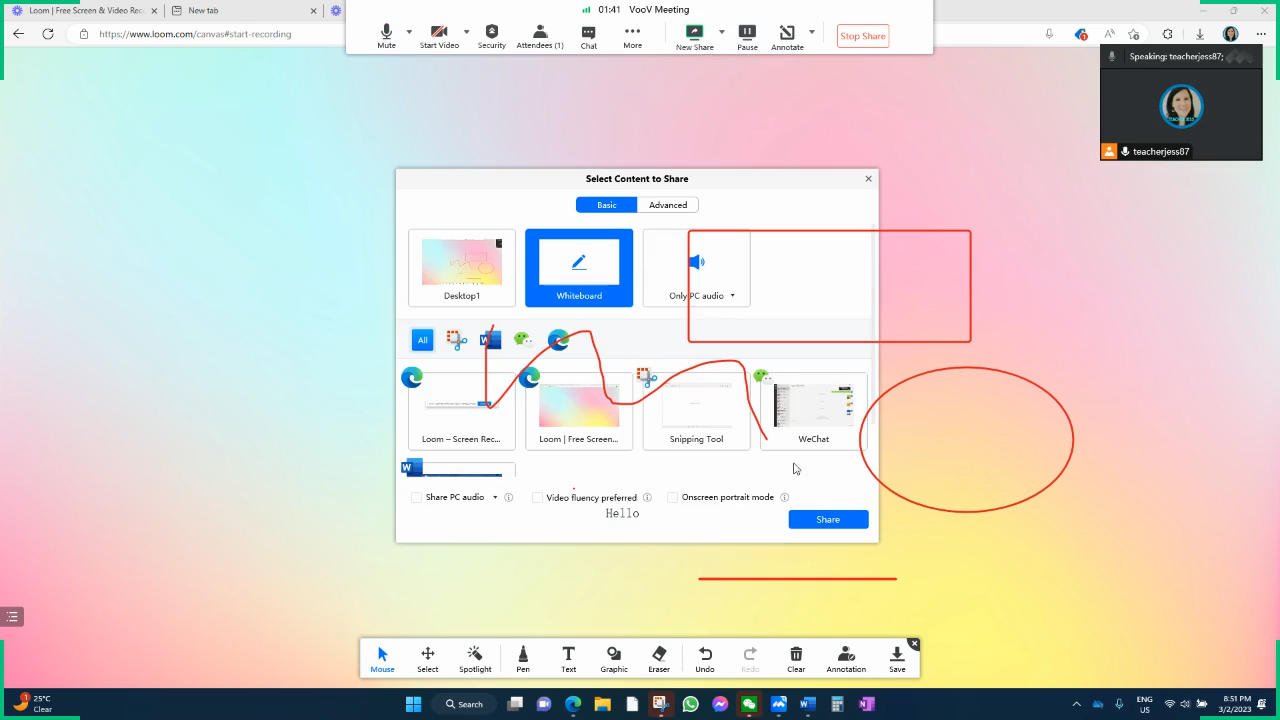 01:41 VooV Meeting
Loom | Free Screen & Video Rec
New tab
https://www.loom.com/canvas#start-recording
Mute
Start Video
Security
Attendees (1)
Chat
More
New Share
Pause
Annotate
Stop Share
Speaking: teacherjess87;
teacherjess87
Select Content to Share
Basic
Advanced
Desktop1
Whiteboard
Only PC audio
All
Loom – Screen Rec...
Loom | Free Screen...
Snipping Tool
WeChat
Share PC audio
Video fluency preferred
Onscreen portrait mode
Hello
Share
Mouse
Select
Spotlight
Pen
Text
Graphic
Eraser
Undo
Redo
Clear
Annotation
Save
1
25°C
Clear
Search
ENG
US
8:51 PM
3/2/2023